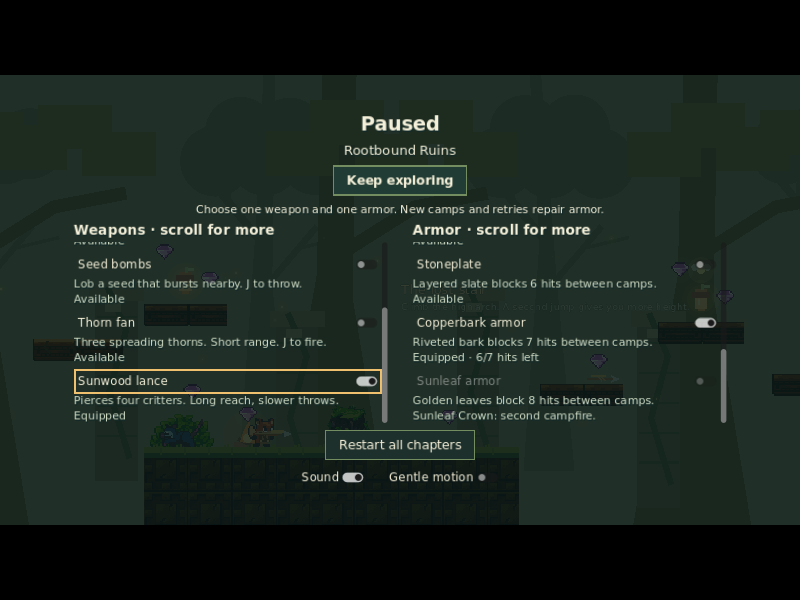 Paused
Rootbound Ruins
Keep exploring
Choose one weapon and one armor. New camps and retries repair armor.
Weapons · scroll for more
Available
Seed bombs
Lob a seed that bursts nearby. J to throw.
Available
Thorn fan
Three spreading thorns. Short range. J to fire.
Available
Sunwood lance
Pierces four critters. Long reach, slower throws.
Equipped
Armor · scroll for more
Available
Stoneplate
Layered slate blocks 6 hits between camps.
Available
Copperbark armor
Riveted bark blocks 7 hits between camps.
Equipped · 6/7 hits left
Sunleaf armor
Golden leaves block 8 hits between camps.
Sunleaf Crown: second campfire.
Restart all chapters
Sound
Gentle motion